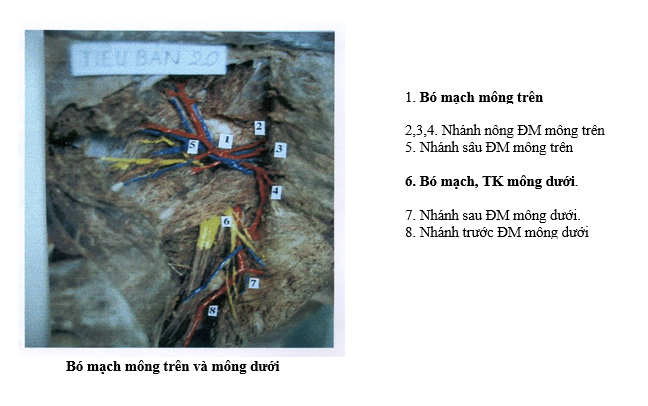 TIEU BAN 20
1
2
3
4
5
6
7
8
Bó mạch mông trên và mông dưới
1. Bó mạch mông trên
2,3,4. Nhánh nông ĐM mông trên
5. Nhánh sâu ĐM mông trên
6. Bó mạch, TK mông dưới.
7. Nhánh sau ĐM mông dưới.
8. Nhánh trước ĐM mông dưới